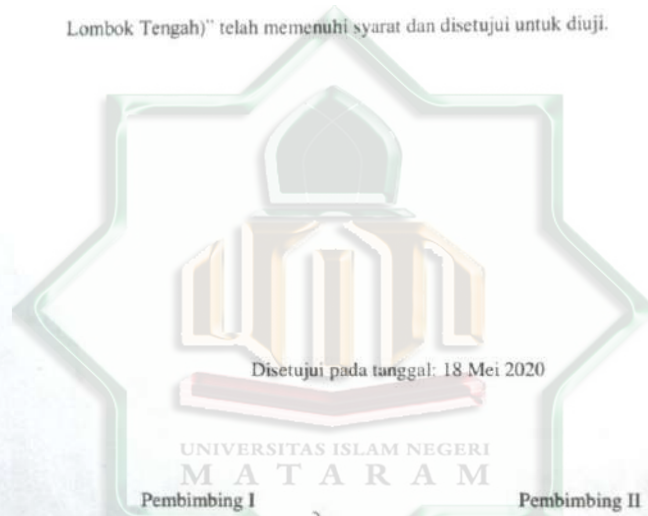 Lombok Tengah)” telah memenuhi syarat dan disetujui untuk diuji.
Disetujui pada tanggal: 18 Mei 2020
UNIVERSITAS ISLAM NEGERI
MATARAM
Pembimbing I
Pembimbing II